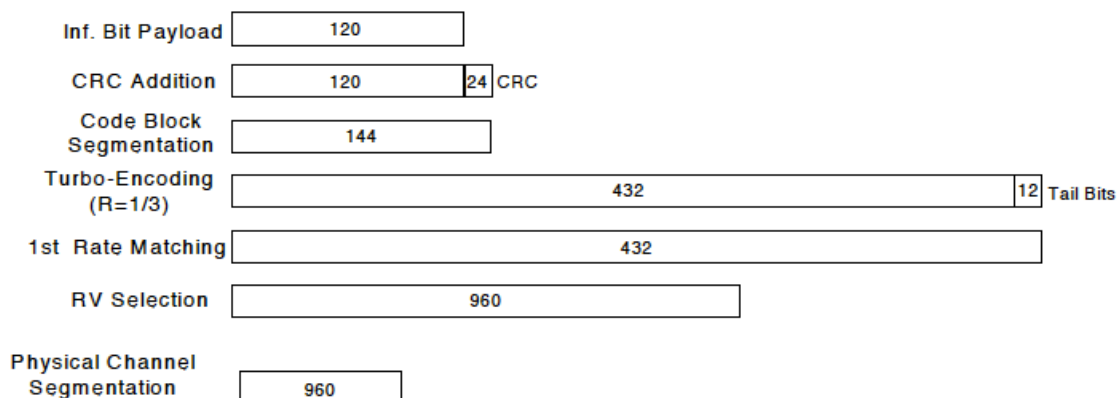 Inf. Bit Payload 120
CRC Addition 120 24 CRC
Code Block
Segmentation 144
Turbo-Encoding
(R=1/3) 432 12 Tail Bits
1st Rate Matching 432
RV Selection 960
Physical Channel
Segmentation 960